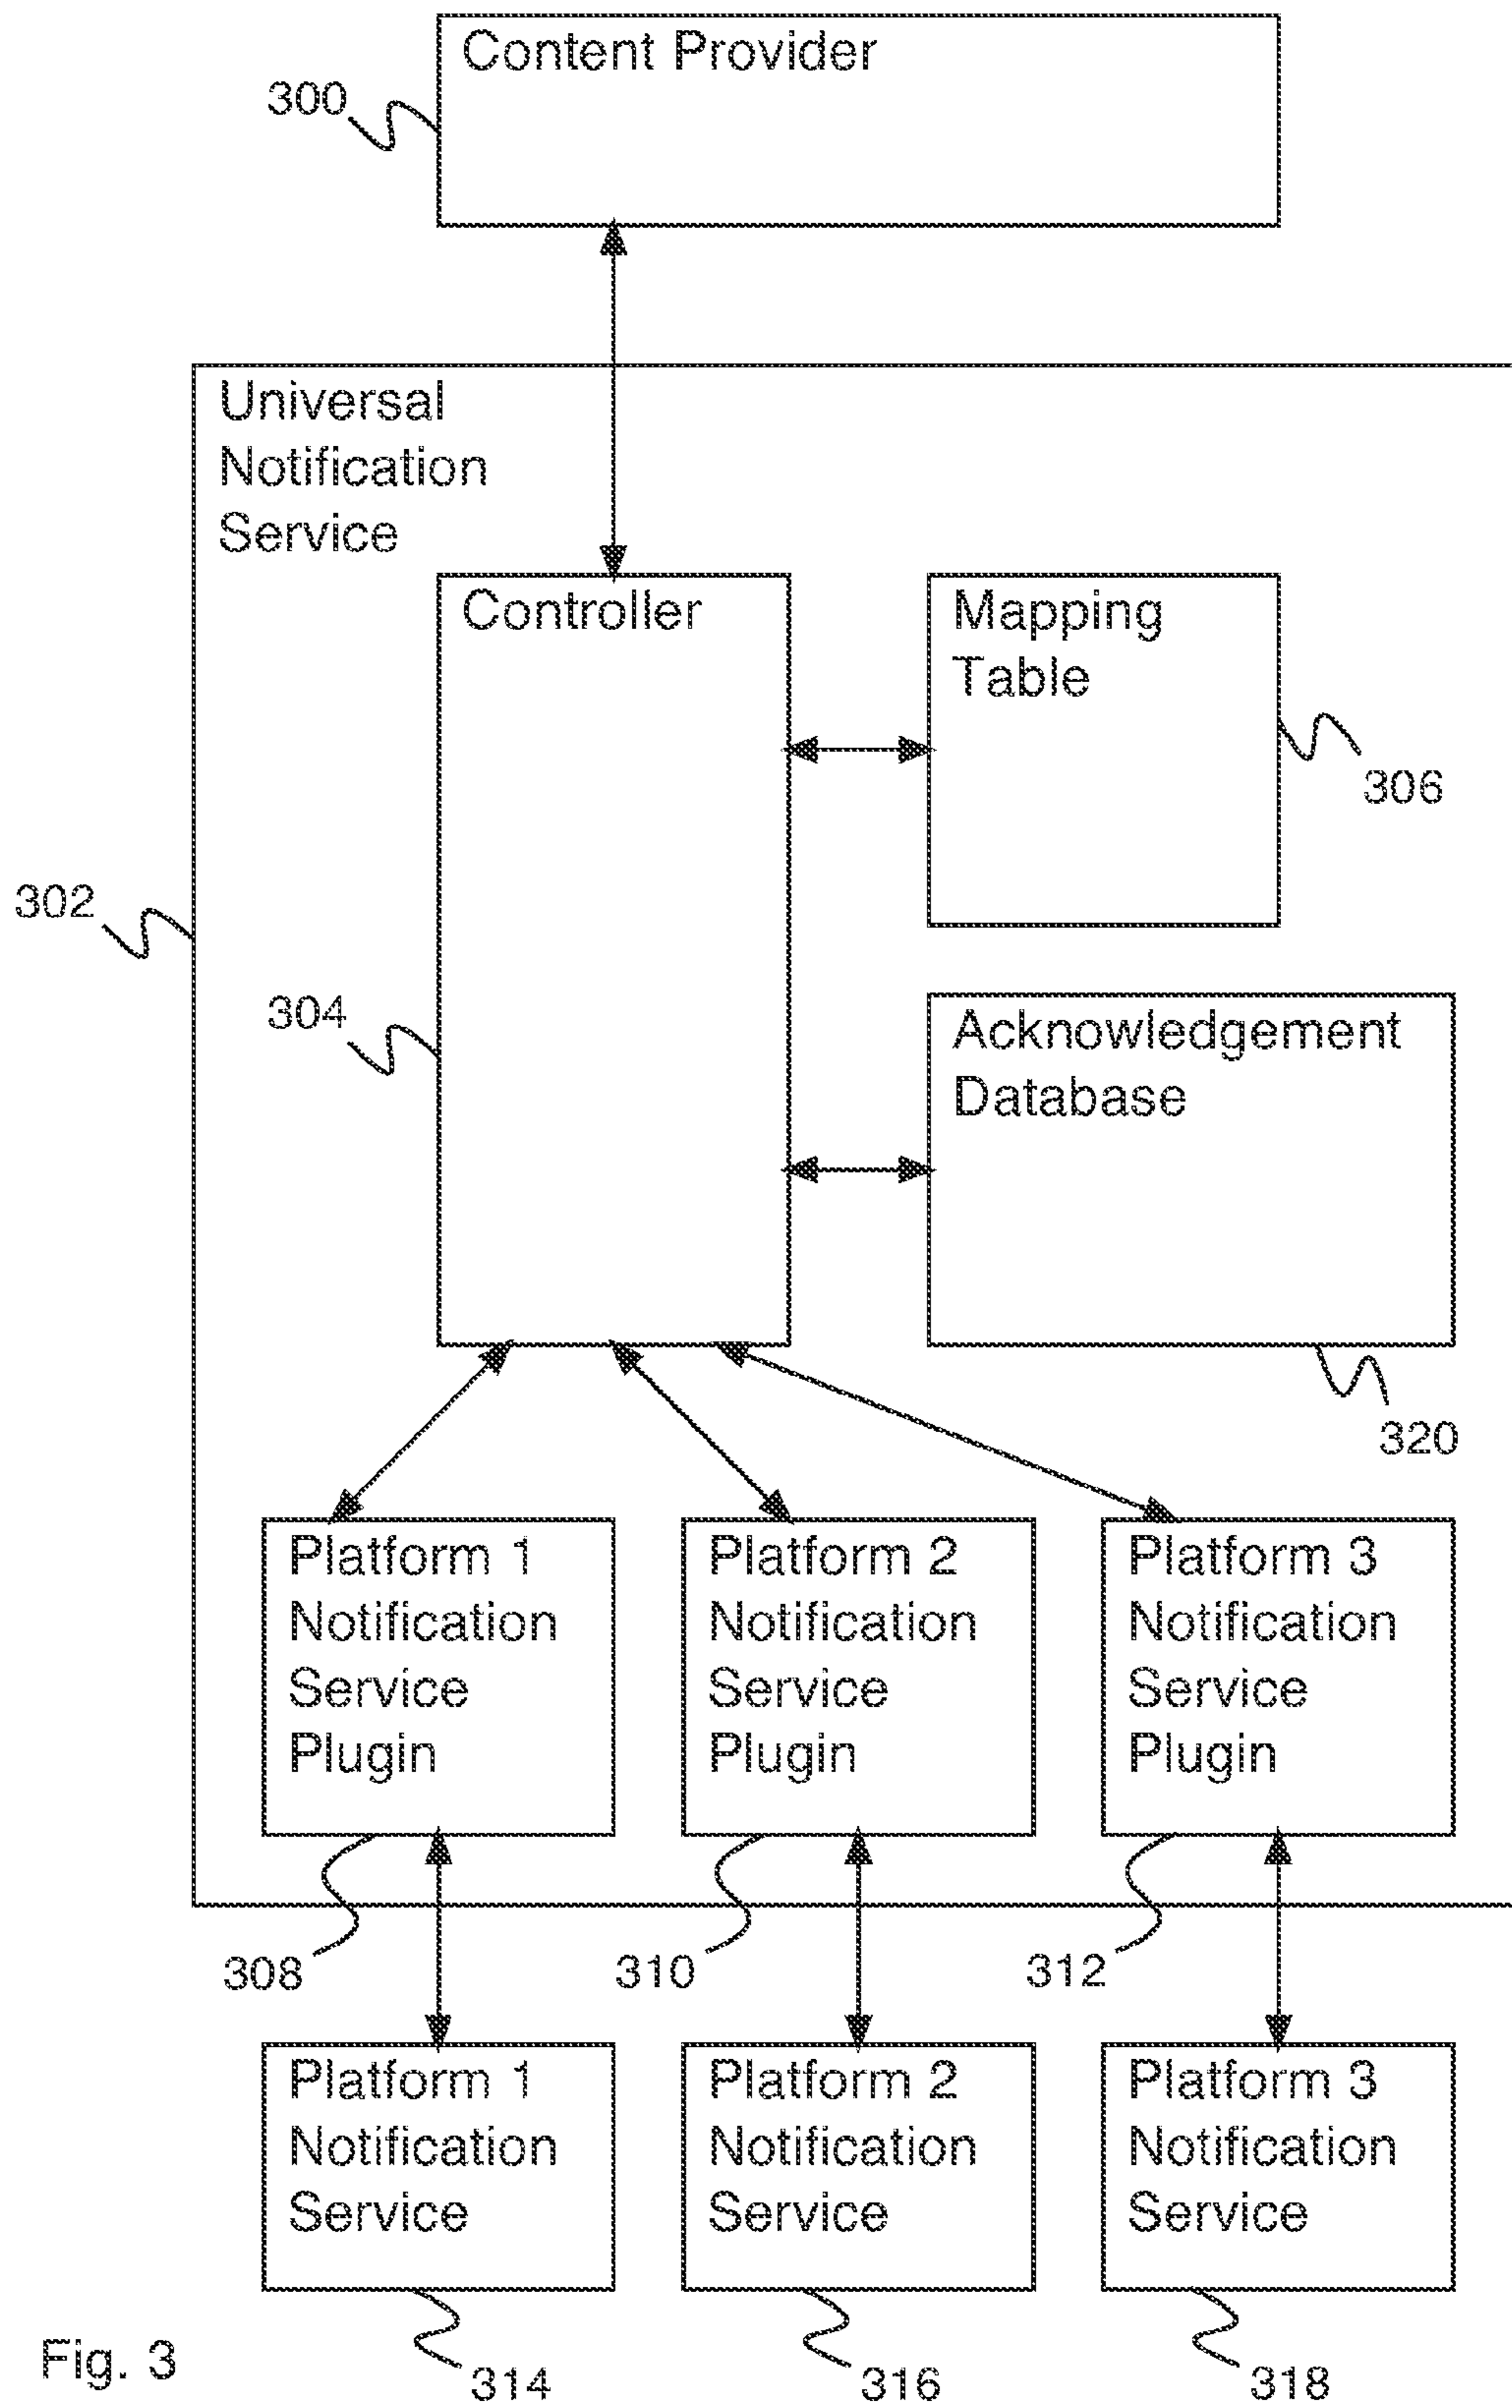 Content Provider
300
Universal
Notification
Service
Controller
Mapping
Table
306
302
304
Acknowledgement
Database
320
Platform 1
Notification
Service
Plugin
Platform 2
Notification
Service
Plugin
Platform 3
Notification
Service
Plugin
308
310
312
Platform 1
Notification
Service
Platform 2
Notification
Service
Platform 3
Notification
Service
Fig. 3
314
316
318